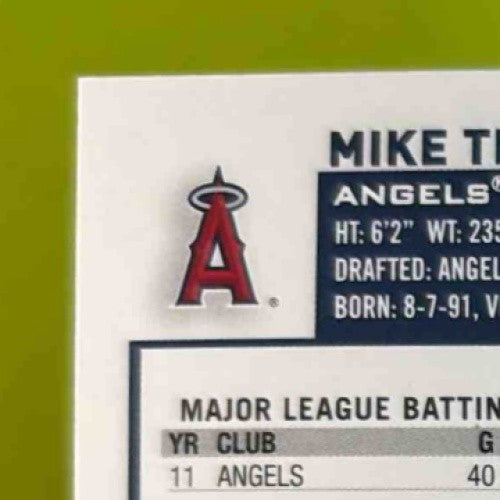 MIKE T
ANGELS®
HT: 6'2" WT: 235
DRAFTED: ANGEL
BORN: 8-7-91, V
A ®
MAJOR LEAGUE BATTIN
YR CLUB G
11 ANGELS 40